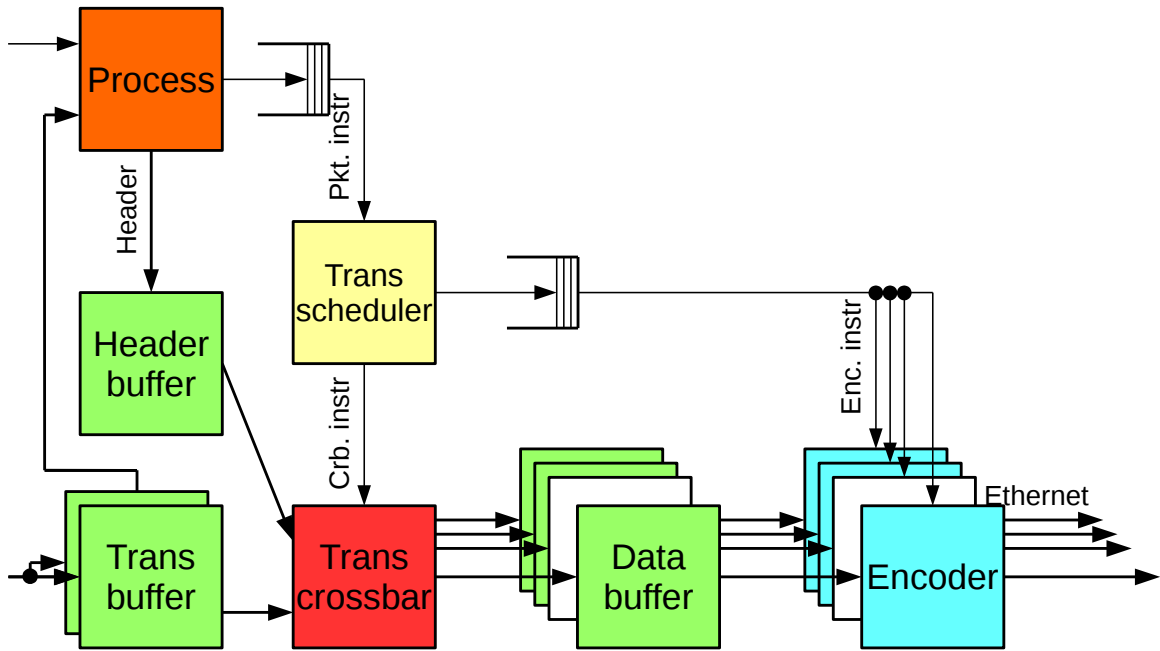 Process
Pkt. instr
Header
Trans
scheduler
Header
buffer
Enc. instr
Crb. instr
Ethernet
Trans
buffer
Trans
crossbar
Data
buffer
Encoder